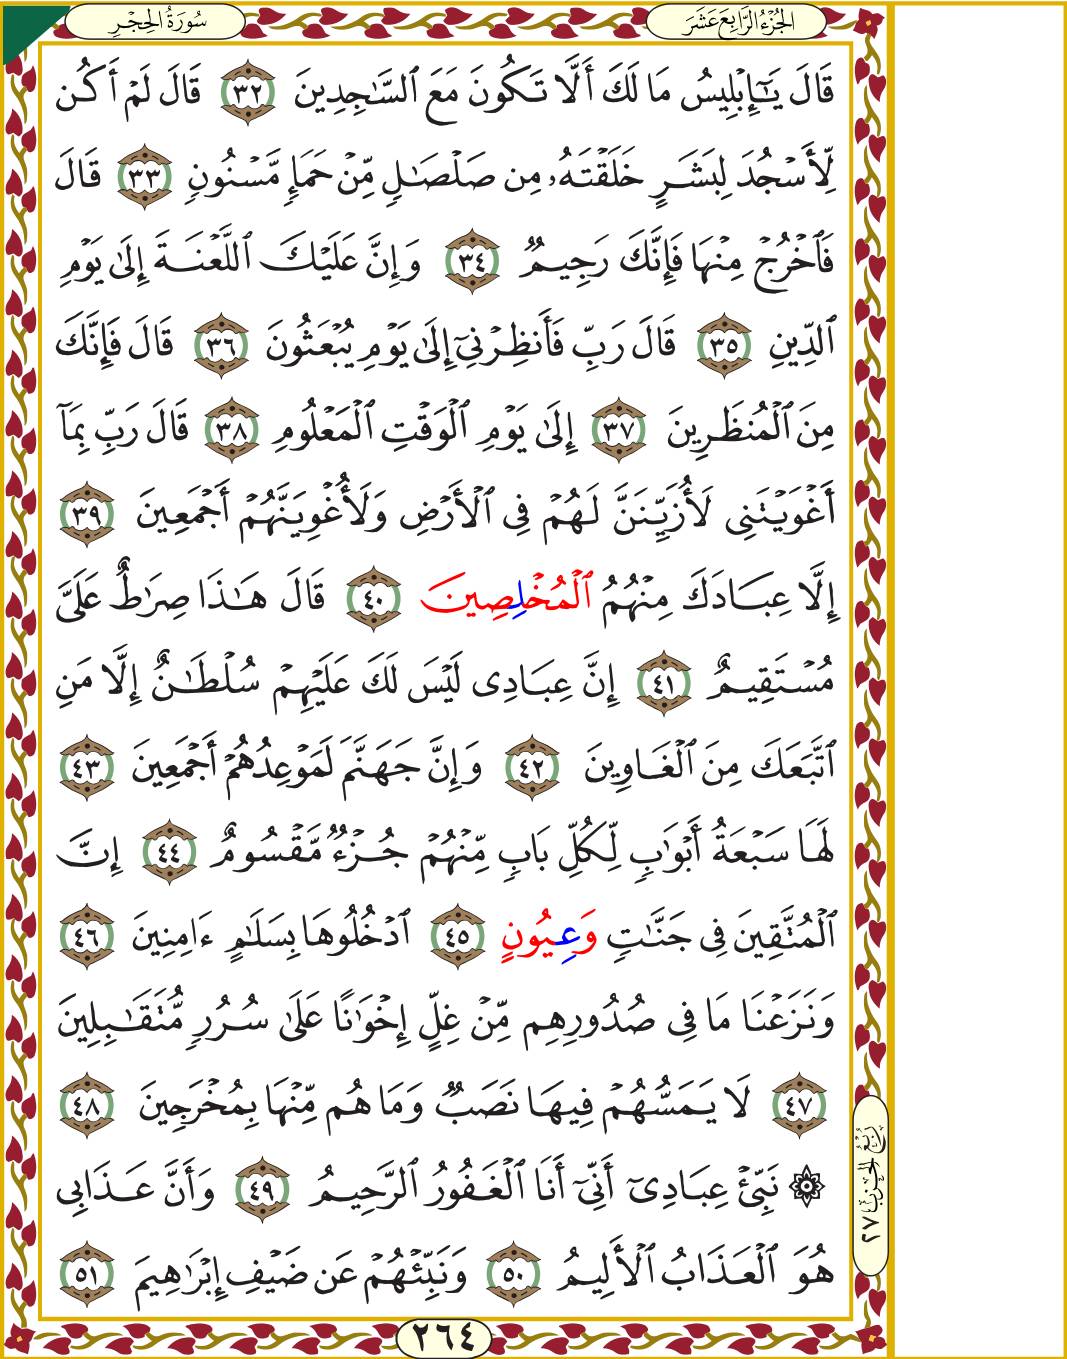 سُورَةُ الحِجْرِ
الجُزْءُ الرَّابِعَ عَشَرَ
قَالَ يَٰٓإِبْلِيسُ مَا لَكَ أَلَّا تَكُونَ مَعَ ٱلسَّٰجِدِينَ ٣٢ قَالَ لَمْ أَكُن
لِّأَسْجُدَ لِبَشَرٍ خَلَقْتَهُۥ مِن صَلْصَٰلٍ مِّنْ حَمَإٍ مَّسْنُونٍ ٣٣ قَالَ
فَٱخْرُجْ مِنْهَا فَإِنَّكَ رَجِيمٌ ٣٤ وَإِنَّ عَلَيْكَ ٱللَّعْنَةَ إِلَىٰ يَوْمِ
ٱلدِّينِ ٣٥ قَالَ رَبِّ فَأَنظِرْنِىٓ إِلَىٰ يَوْمِ يُبْعَثُونَ ٣٦ قَالَ فَإِنَّكَ
مِنَ ٱلْمُنظَرِينَ ٣٧ إِلَىٰ يَوْمِ ٱلْوَقْتِ ٱلْمَعْلُومِ ٣٨ قَالَ رَبِّ بِمَآ
أَغْوَيْتَنِى لَأُزَيِّنَنَّ لَهُمْ فِى ٱلْأَرْضِ وَلَأُغْوِيَنَّهُمْ أَجْمَعِينَ ٣٩
إِلَّا عِبَادَكَ مِنْهُمُ ٱلْمُخْلِصِينَ ٤٠ قَالَ هَٰذَا صِرَٰطٌ عَلَىَّ
مُسْتَقِيمٌ ٤١ إِنَّ عِبَادِى لَيْسَ لَكَ عَلَيْهِمْ سُلْطَٰنٌ إِلَّا مَنِ
ٱتَّبَعَكَ مِنَ ٱلْغَاوِينَ ٤٢ وَإِنَّ جَهَنَّمَ لَمَوْعِدُهُمْ أَجْمَعِينَ ٤٣
لَهَا سَبْعَةُ أَبْوَٰبٍ لِّكُلِّ بَابٍ مِّنْهُمْ جُزْءٌ مَّقْسُومٌ ٤٤ إِنَّ
ٱلْمُتَّقِينَ فِى جَنَّٰتٍ وَعِيُونٍ ٤٥ ٱدْخُلُوهَا بِسَلَٰمٍ ءَامِنِينَ ٤٦
وَنَزَعْنَا مَا فِى صُدُورِهِم مِّنْ غِلٍّ إِخْوَٰنًا عَلَىٰ سُرُرٍ مُّتَقَٰبِلِينَ
٤٧ لَا يَمَسُّهُمْ فِيهَا نَصَبٌ وَمَا هُم مِّنْهَا بِمُخْرَجِينَ ٤٨
۞ نَبِّئْ عِبَادِىٓ أَنِّىٓ أَنَا ٱلْغَفُورُ ٱلرَّحِيمُ ٤٩ وَأَنَّ عَذَابِى
هُوَ ٱلْعَذَابُ ٱلْأَلِيمُ ٥٠ وَنَبِّئْهُمْ عَن ضَيْفِ إِبْرَٰهِيمَ ٥١
رُبْعُ الحِزْبِ ٢٧
٢٦٤